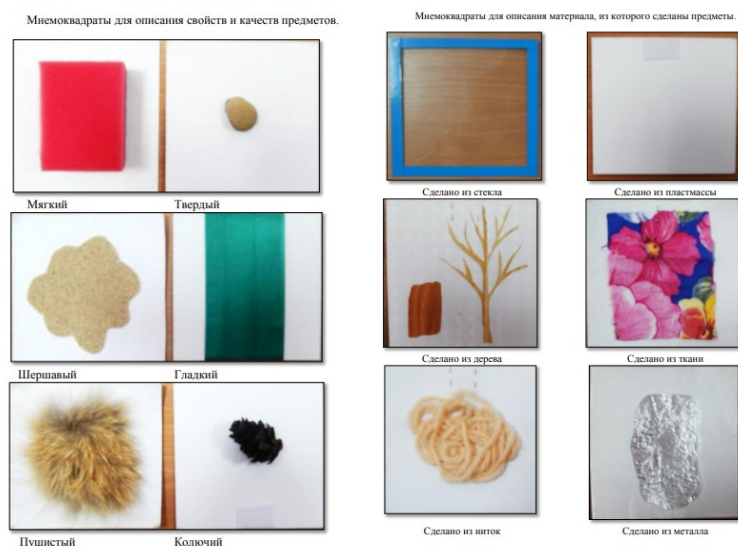 Мнемоквадраты для описания свойств и качеств предметов.
Мягкий
Твердый
Шершавый
Гладкий
Пушистый
Колючий
Мнемоквадраты для описания материала, из которого сделаны предметы.
Сделано из стекла
Сделано из пластмассы
Сделано из дерева
Сделано из ткани
Сделано из ниток
Сделано из металла